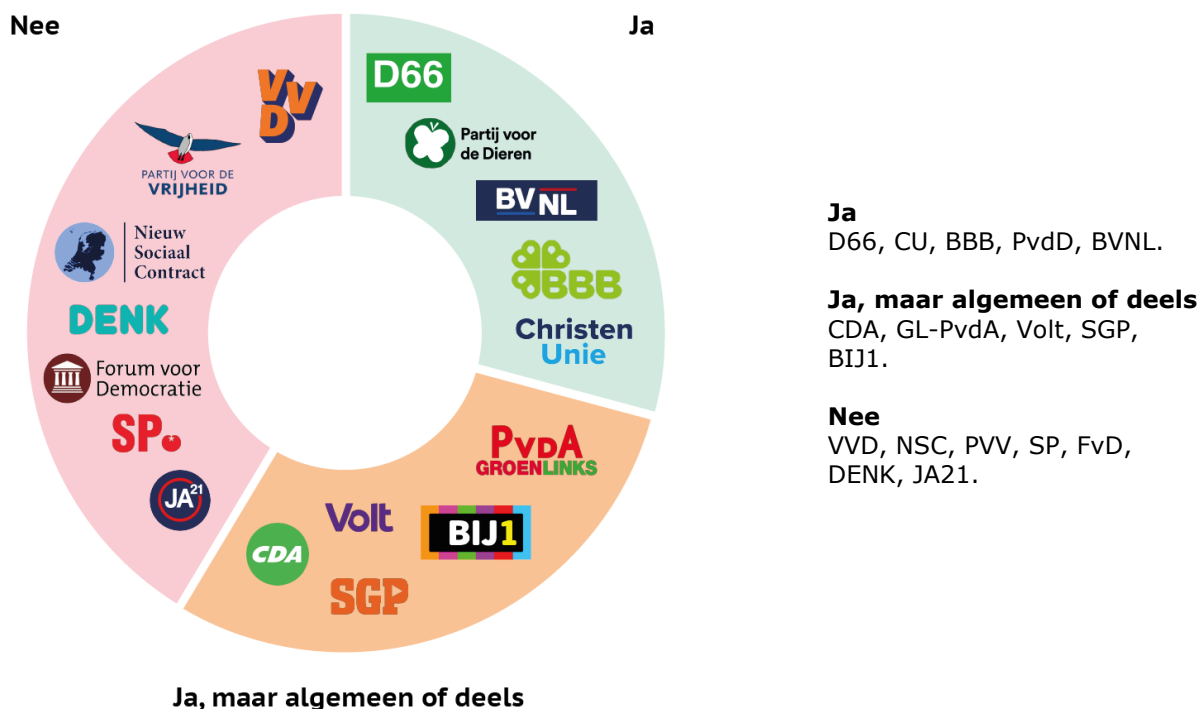 Nee
Ja
VVD
D66
Partij voor
de Dieren
PARTIJ VOOR DE
VRIJHEID
BVNL
Nieuw
Sociaal
Contract
BBB
DENK
Christen
Unie
Forum voor
Democratie
SP
PvdA
GROENLINKS
JA21
Volt
BIJ1
CDA
SGP
Ja, maar algemeen of deels
Ja
D66, CU, BBB, PvdD, BVNL.
Ja, maar algemeen of deels
CDA, GL-PvdA, Volt, SGP,
BIJ1.
Nee
VVD, NSC, PVV, SP, FvD,
DENK, JA21.